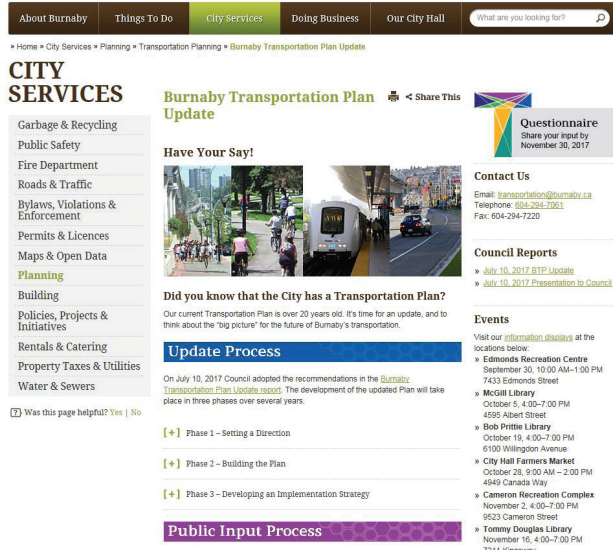 About Burnaby
Things To Do
City Services
Doing Business
Our City Hall
What are you looking for?
» Home » City Services » Planning » Transportation Planning » Burnaby Transportation Plan Update
CITY
SERVICES
Garbage & Recycling
Public Safety
Fire Department
Roads & Traffic
Bylaws, Violations &
Enforcement
Permits & Licences
Maps & Open Data
Planning
Building
Policies, Projects &
Initiatives
Rentals & Catering
Property Taxes & Utilities
Water & Sewers
[?] Was this page helpful? Yes | No
Burnaby Transportation Plan
Update
Share This
Have Your Say!
Did you know that the City has a Transportation Plan?
Our current Transportation Plan is over 20 years old. It's time for an update, and to
think about the "big picture" for the future of Burnaby's transportation.
Update Process
On July 10, 2017 Council adopted the recommendations in the Burnaby
Transportation Plan Update report. The development of the updated Plan will take
place in three phases over several years.
[+] Phase 1 – Setting a Direction
[+] Phase 2 – Building the Plan
[+] Phase 3 – Developing an Implementation Strategy
Public Input Process
Questionnaire
Share your input by
November 30, 2017
Contact Us
Email: transportation@burnaby.ca
Telephone: 604-294-7061
Fax: 604-294-7220
Council Reports
» July 10, 2017 BTP Update
» July 10, 2017 Presentation to Council
Events
Visit our information displays at the
locations below:
» Edmonds Recreation Centre
September 30, 10:00 AM–1:00 PM
7433 Edmonds Street
» McGill Library
October 5, 4:00–7:00 PM
4595 Albert Street
» Bob Prittie Library
October 19, 4:00–7:00 PM
6100 Willingdon Avenue
» City Hall Farmers Market
October 28, 9:00 AM – 2:00 PM
4949 Canada Way
» Cameron Recreation Complex
November 2, 4:00–7:00 PM
9523 Cameron Street
» Tommy Douglas Library
November 16, 4:00–7:00 PM